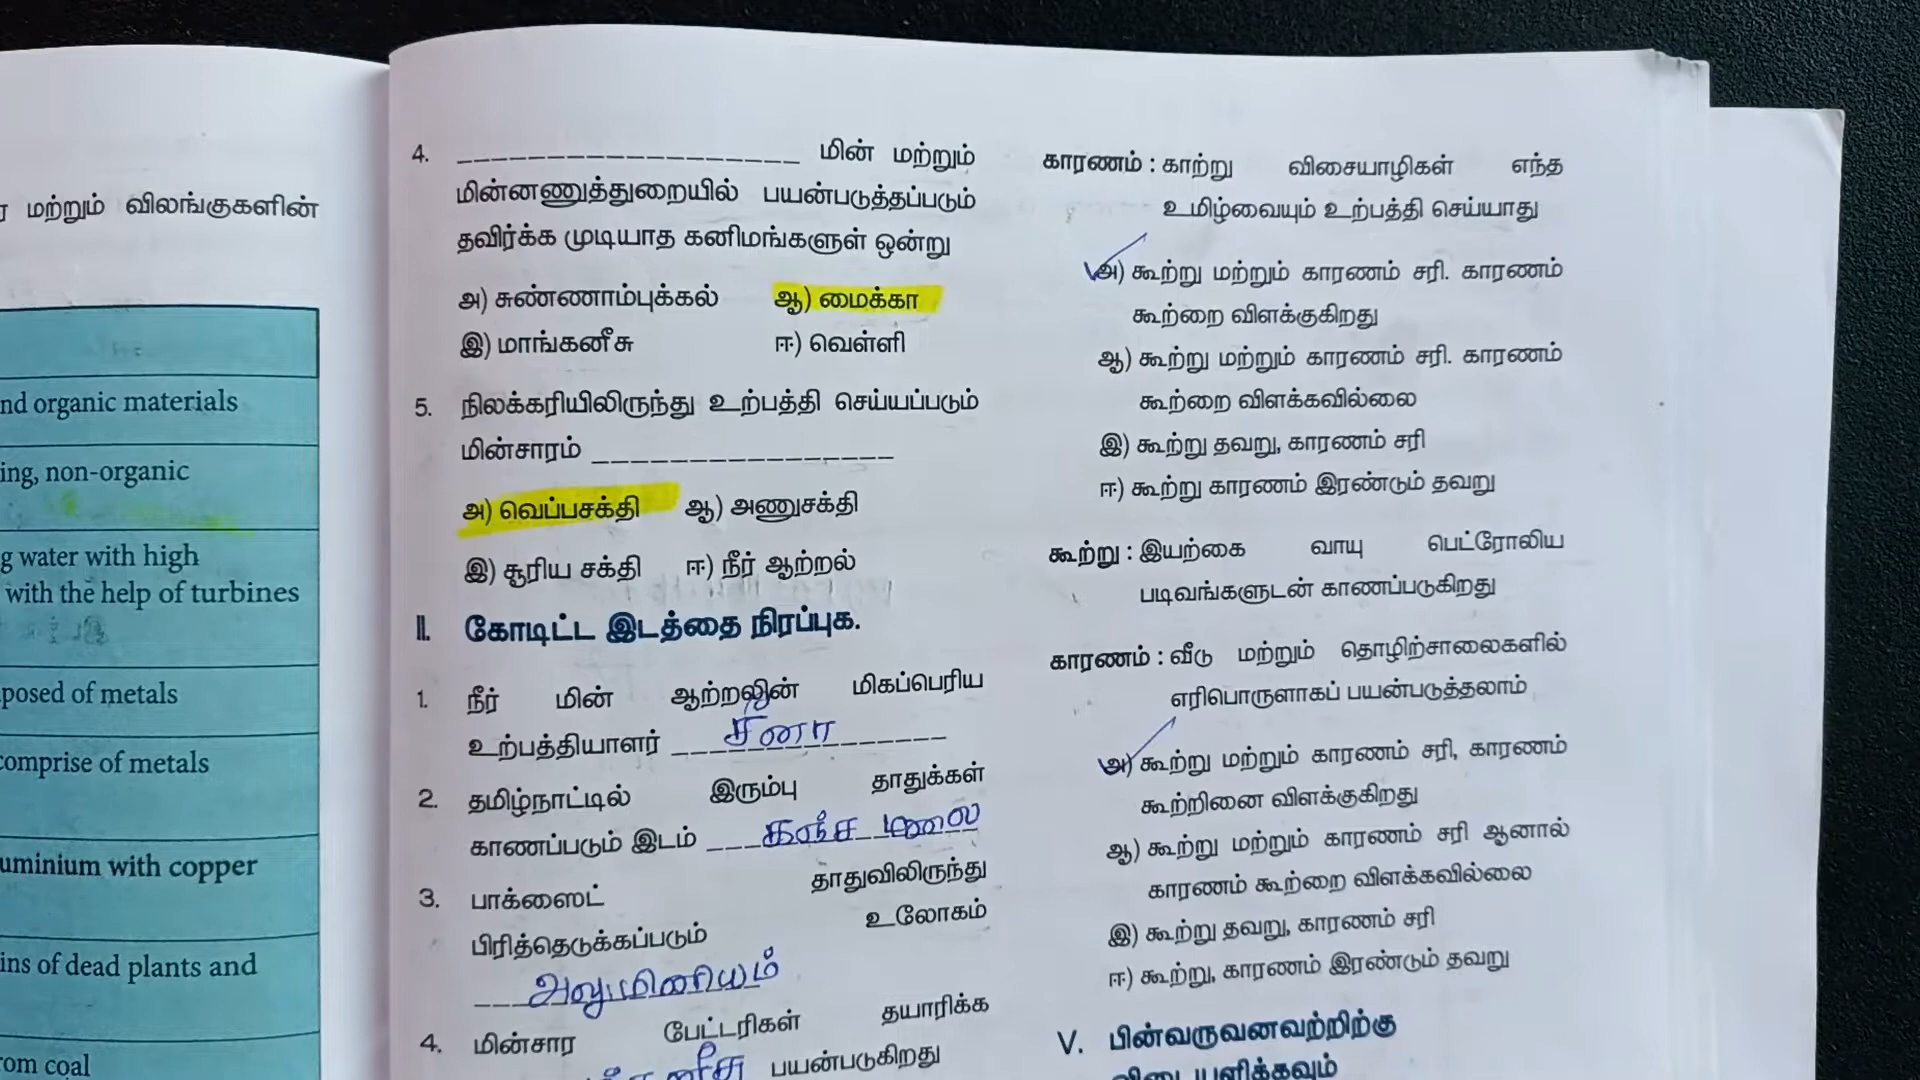 ர மற்றும் விலங்குகளின்
nd organic materials
ing, non-organic
g water with high
with the help of turbines
posed of metals
comprise of metals
uminium with copper
ins of dead plants and
rom coal
4. ___________________ மின் மற்றும்
மின்னணுத்துறையில் பயன்படுத்தப்படும்
தவிர்க்க முடியாத கனிமங்களுள் ஒன்று
அ) சுண்ணாம்புக்கல் ஆ) மைக்கா
இ) மாங்கனீசு ஈ) வெள்ளி
5. நிலக்கரியிலிருந்து உற்பத்தி செய்யப்படும்
மின்சாரம் ________________
அ) வெப்பசக்தி ஆ) அணுசக்தி
இ) சூரிய சக்தி ஈ) நீர் ஆற்றல்
II. கோடிட்ட இடத்தை நிரப்புக.
1. நீர் மின் ஆற்றலின் மிகப்பெரிய
உற்பத்தியாளர் சீனா
2. தமிழ்நாட்டில் இரும்பு தாதுக்கள்
காணப்படும் இடம் கஞ்ச மலை
3. பாக்ஸைட் தாதுவிலிருந்து
பிரித்தெடுக்கப்படும் உலோகம்
அலுமினியம்
4. மின்சார பேட்டரிகள் தயாரிக்க
பயன்படுகிறது
காரணம் : காற்று விசையாழிகள் எந்த
உமிழ்வையும் உற்பத்தி செய்யாது
அ) கூற்று மற்றும் காரணம் சரி. காரணம்
கூற்றை விளக்குகிறது
ஆ) கூற்று மற்றும் காரணம் சரி. காரணம்
கூற்றை விளக்கவில்லை
இ) கூற்று தவறு, காரணம் சரி
ஈ) கூற்று காரணம் இரண்டும் தவறு
கூற்று : இயற்கை வாயு பெட்ரோலிய
படிவங்களுடன் காணப்படுகிறது
காரணம் : வீடு மற்றும் தொழிற்சாலைகளில்
எரிபொருளாகப் பயன்படுத்தலாம்
அ) கூற்று மற்றும் காரணம் சரி, காரணம்
கூற்றினை விளக்குகிறது
ஆ) கூற்று மற்றும் காரணம் சரி ஆனால்
காரணம் கூற்றை விளக்கவில்லை
இ) கூற்று தவறு, காரணம் சரி
ஈ) கூற்று, காரணம் இரண்டும் தவறு
V. பின்வருவனவற்றிற்கு
விடையளிக்கவும்